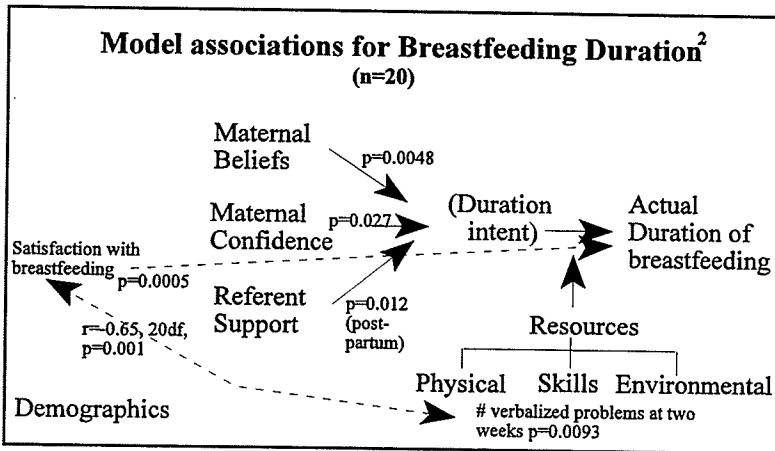 Model associations for Breastfeeding Duration²
(n=20)
Maternal
Beliefs
p=0.0048
Maternal
Confidence
p=0.027
(Duration
intent)
Actual
Duration of
breastfeeding
Satisfaction with
breastfeeding
p=0.0005
Referent
Support
p=0.012
(post-
partum)
r=-0.65, 20df,
p=0.001
Resources
Physical Skills Environmental
# verbalized problems at two
weeks p=0.0093
Demographics